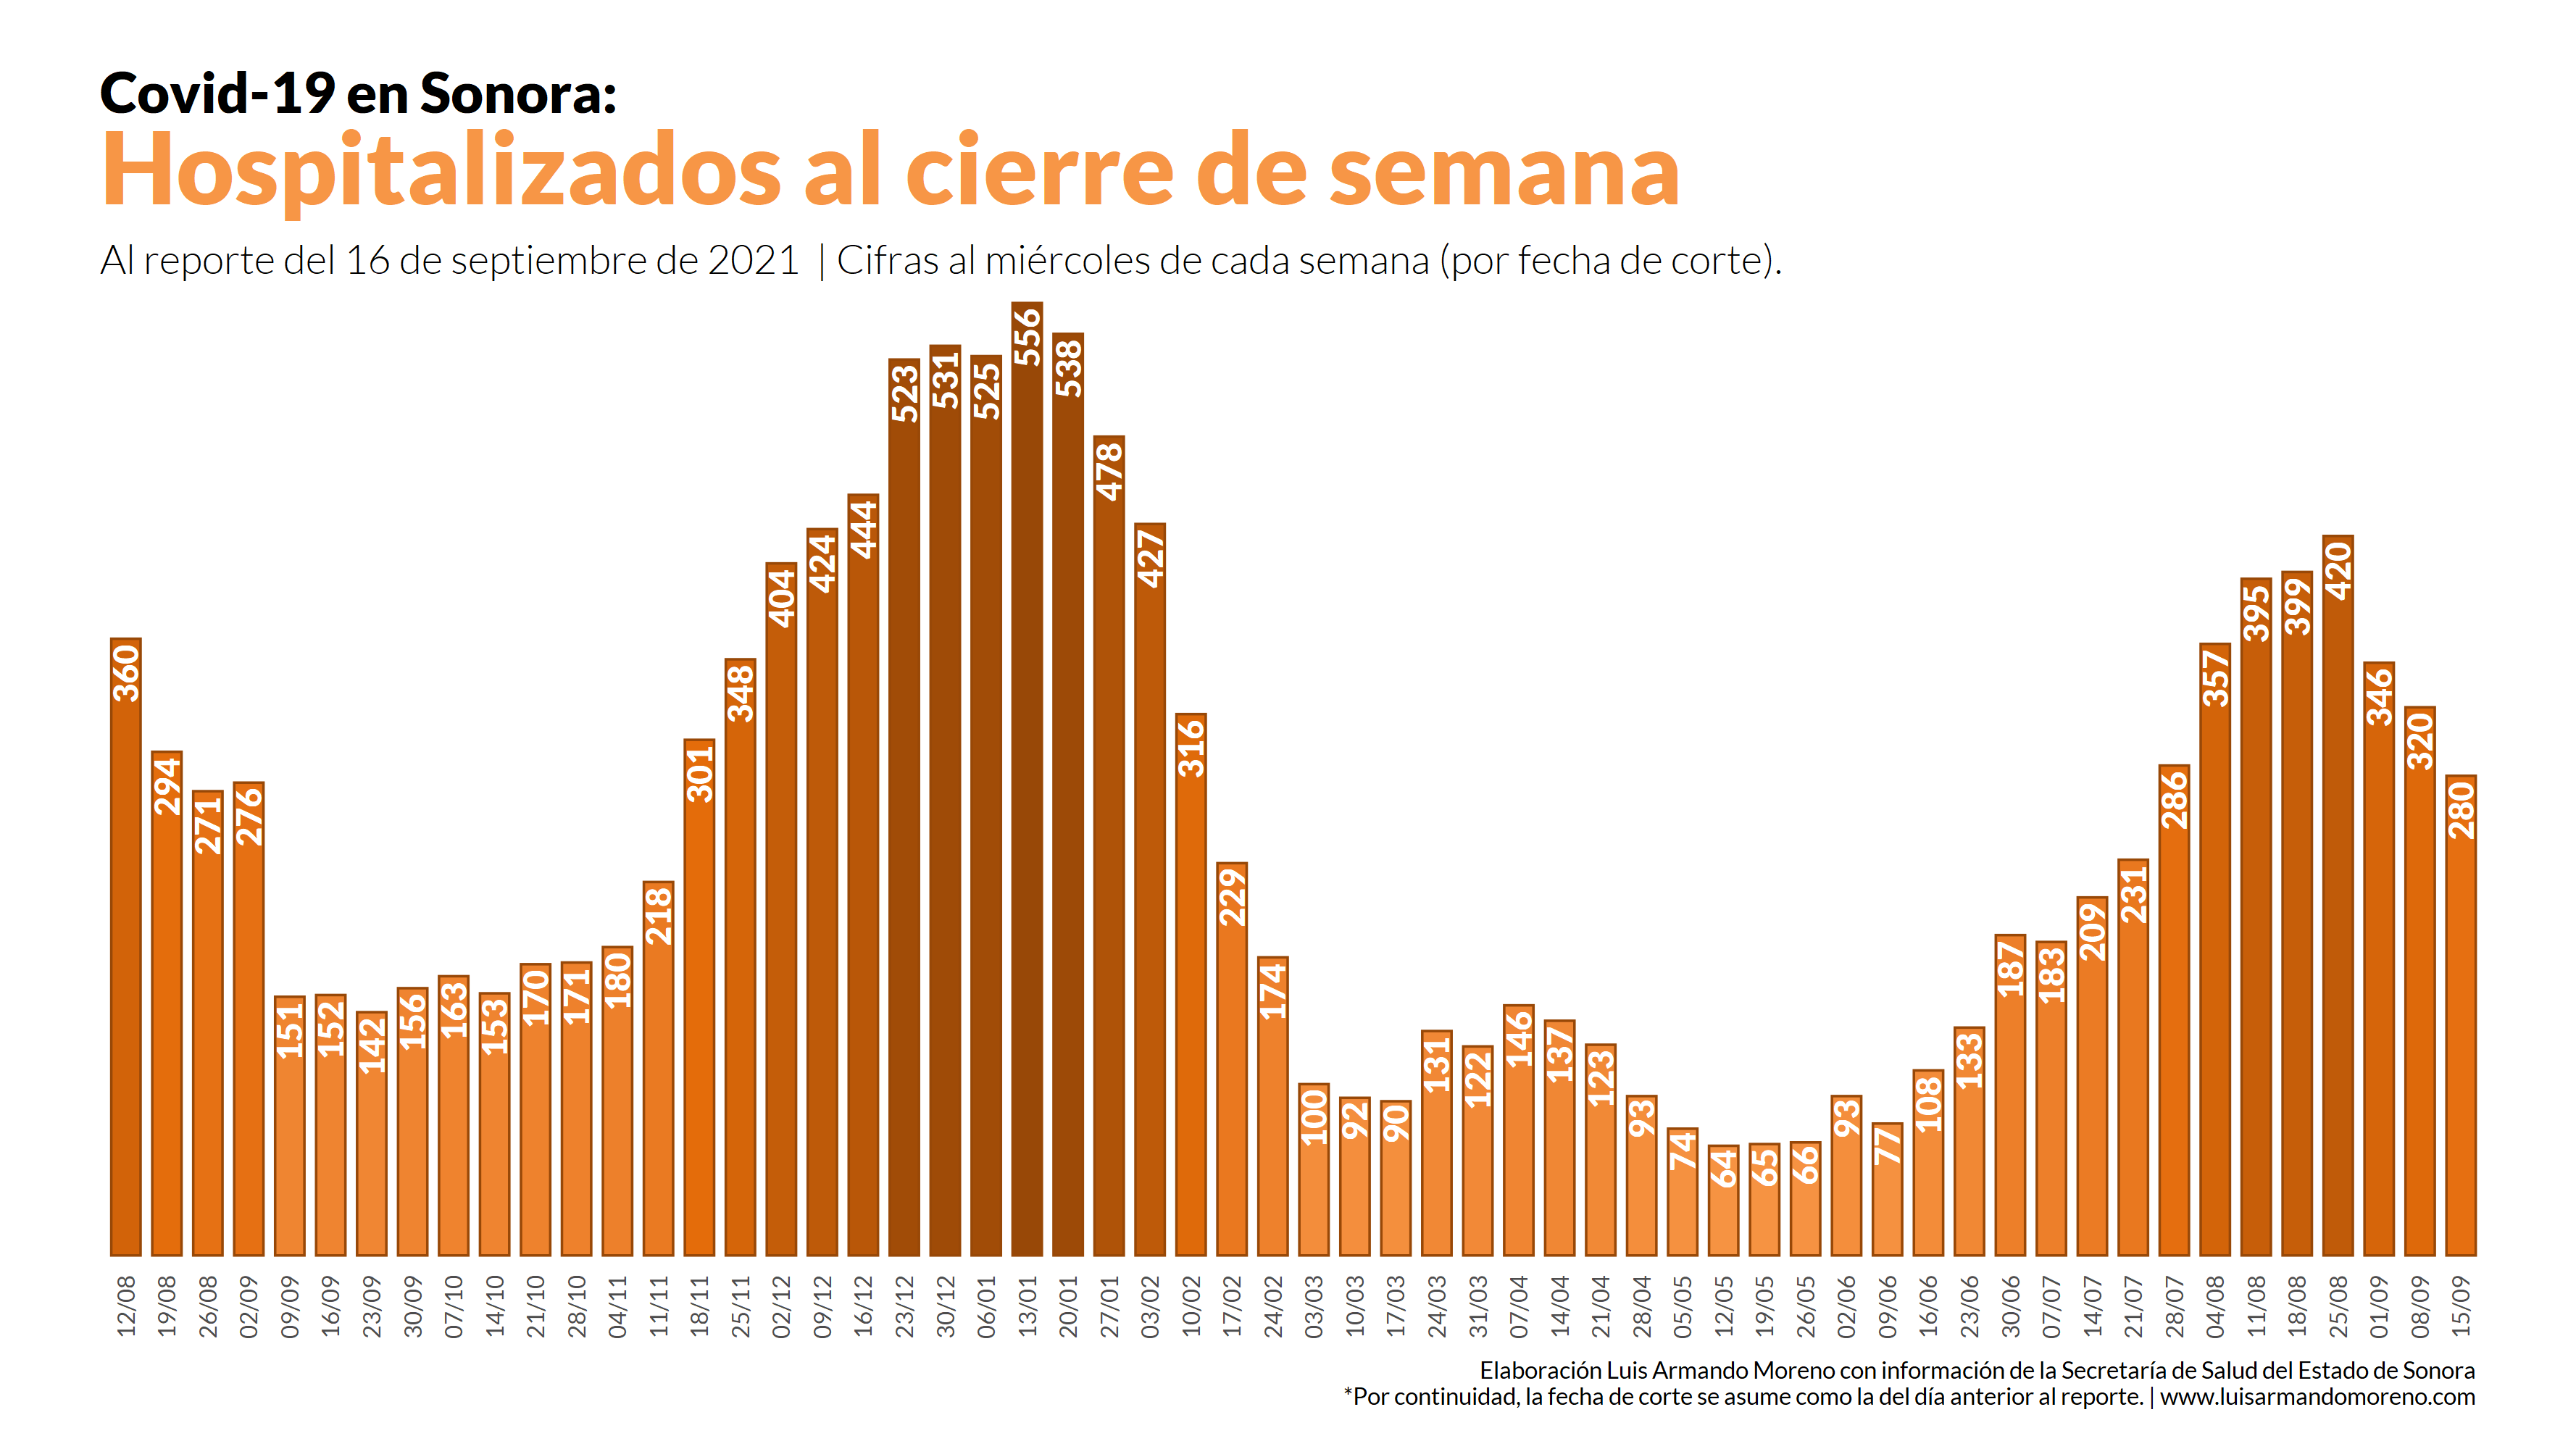 Covid-19 en Sonora:
Hospitalizados al cierre de semana
Al reporte del 16 de septiembre de 2021 | Cifras al miércoles de cada semana (por fecha de corte).
360 294 271 276 151 152 142 156 163 153 170 171 180 218 301 348 404 424 444 523 531 525 556 538 478 427 316 229 174 100 92 90 131 122 146 137 123 93 74 64 65 66 93 77 108 133 187 183 209 231 286 357 395 399 420 346 320 280
12/08 19/08 26/08 02/09 09/09 16/09 23/09 30/09 07/10 14/10 21/10 28/10 04/11 11/11 18/11 25/11 02/12 09/12 16/12 23/12 30/12 06/01 13/01 20/01 27/01 03/02 10/02 17/02 24/02 03/03 10/03 17/03 24/03 31/03 07/04 14/04 21/04 28/04 05/05 12/05 19/05 26/05 02/06 09/06 16/06 23/06 30/06 07/07 14/07 21/07 28/07 04/08 11/08 18/08 25/08 01/09 08/09 15/09
Elaboración Luis Armando Moreno con información de la Secretaría de Salud del Estado de Sonora
*Por continuidad, la fecha de corte se asume como la del día anterior al reporte. | www.luisarmandomoreno.com